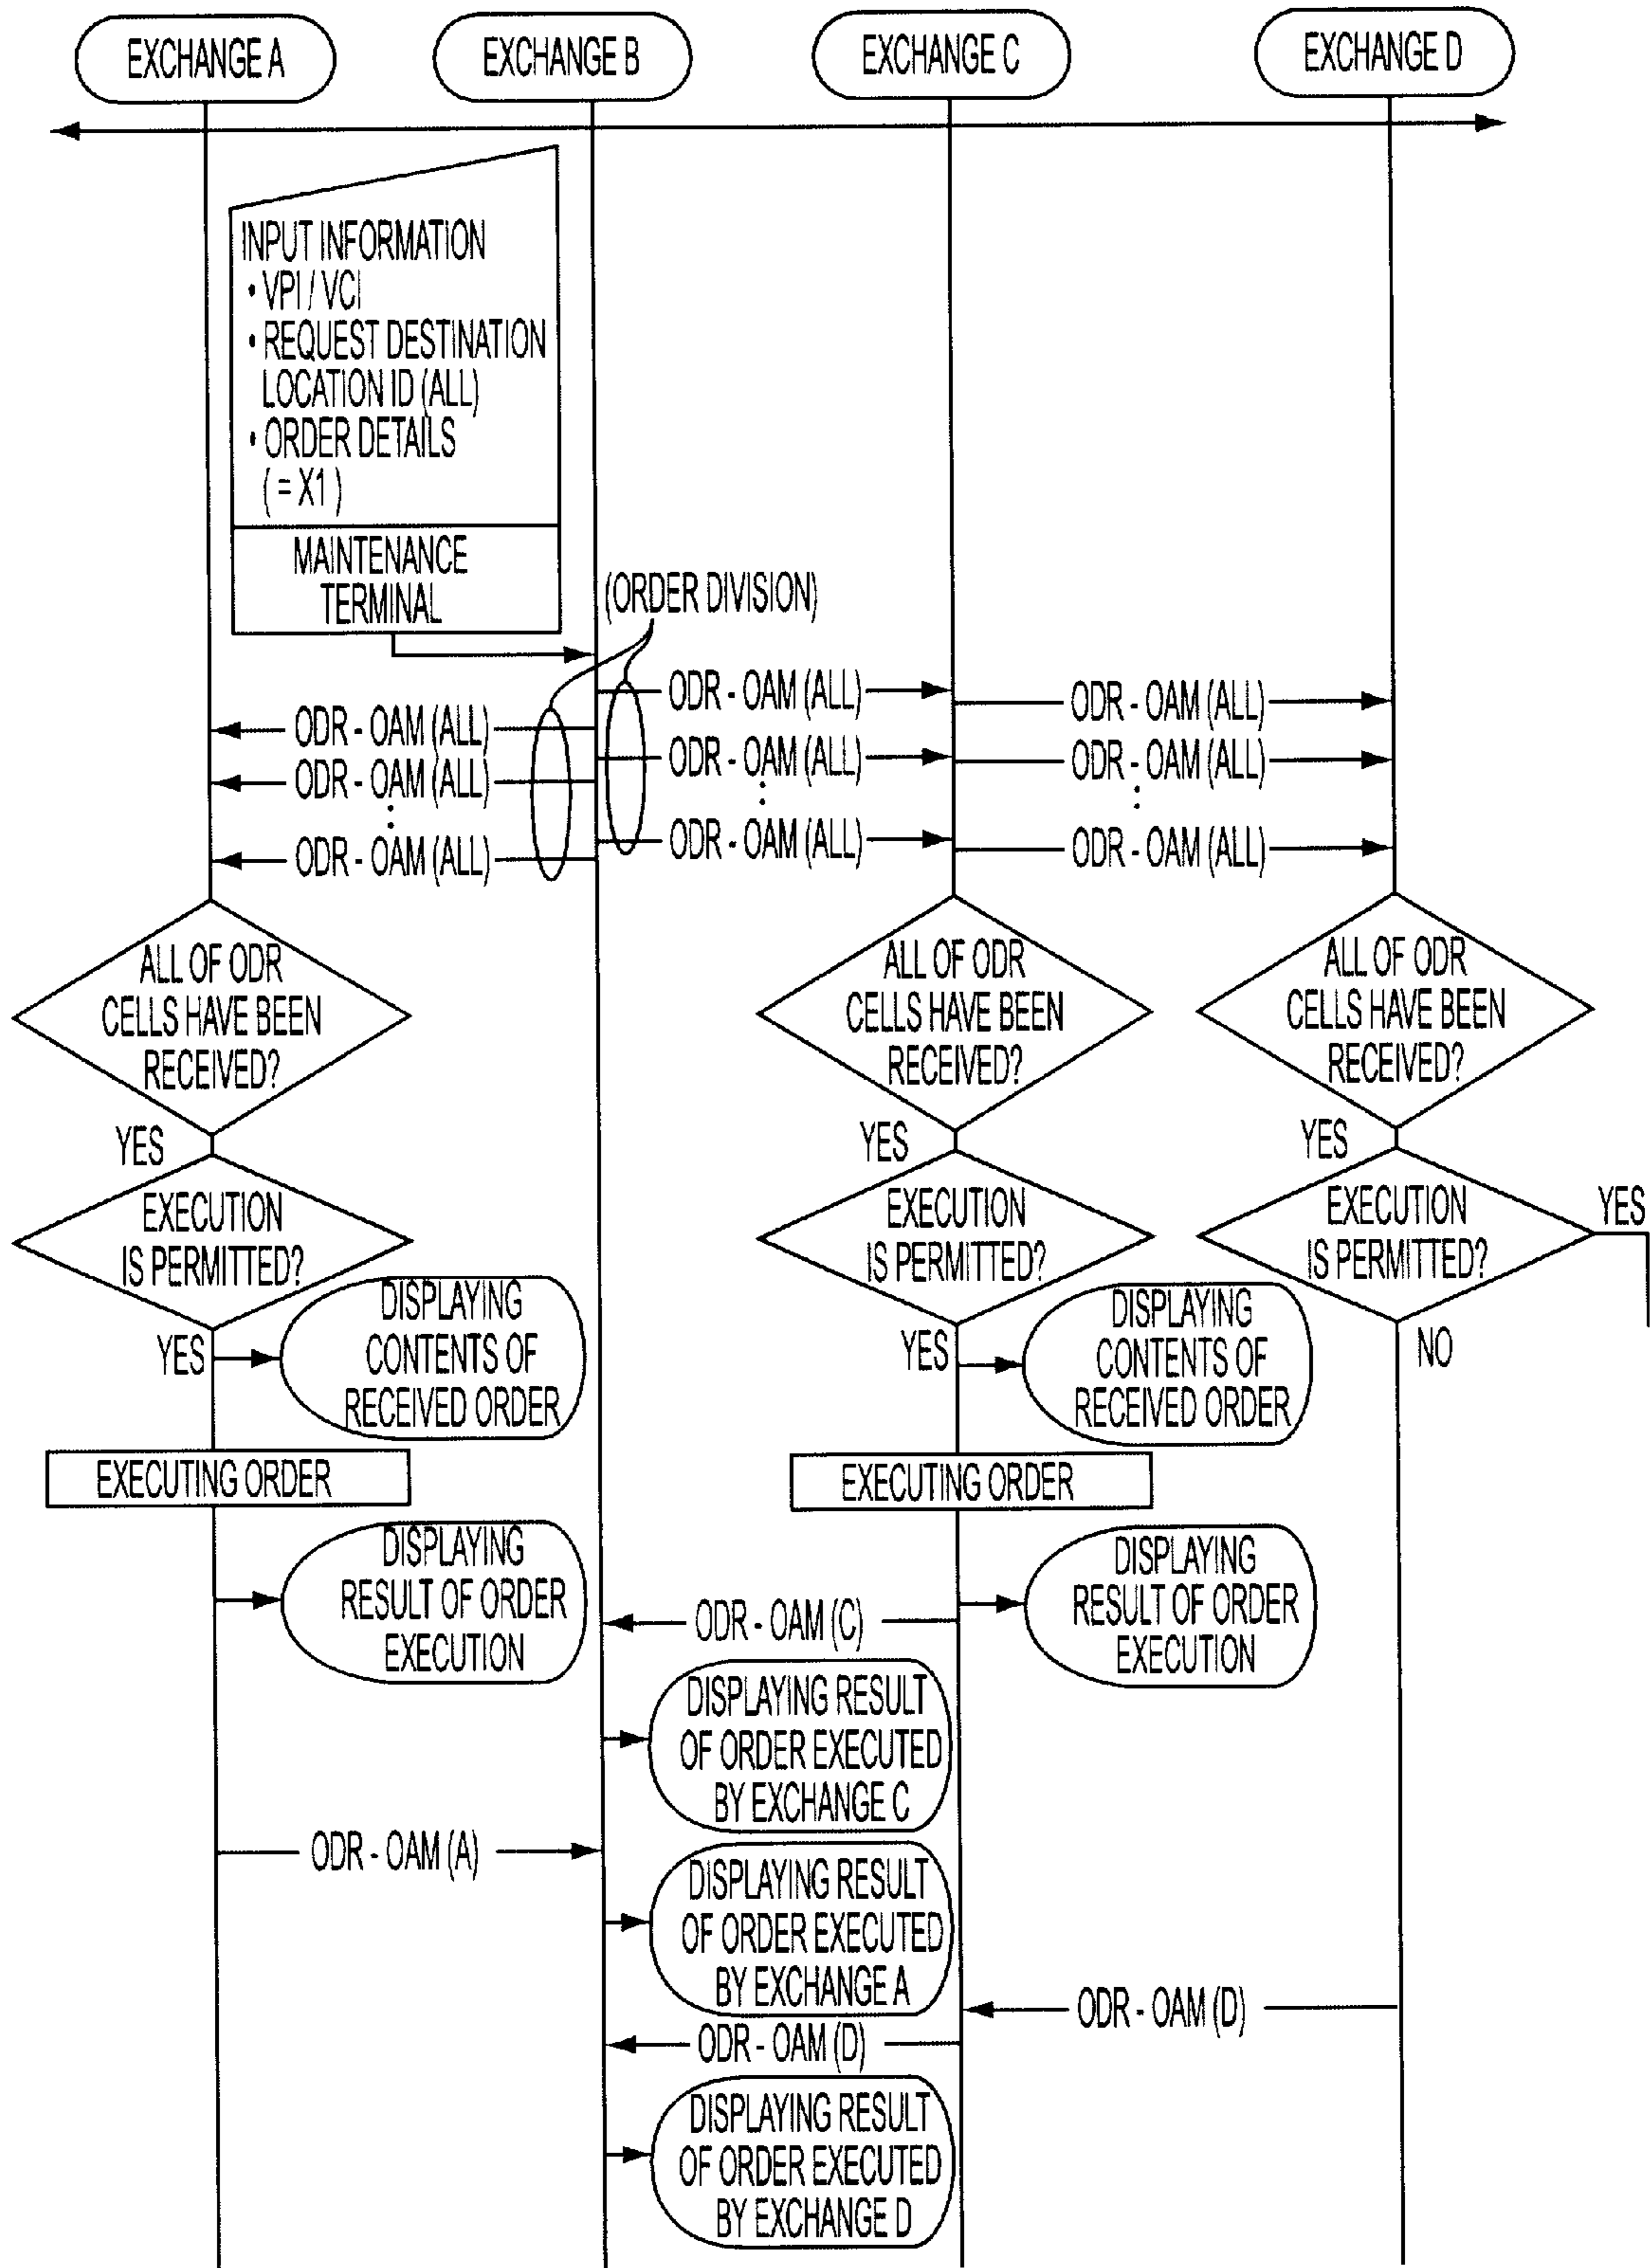 EXCHANGE A
EXCHANGE B
EXCHANGE C
EXCHANGE D
INPUT INFORMATION
• VPI / VCI
• REQUEST DESTINATION
LOCATION ID (ALL)
• ORDER DETAILS
( = X1 )
MAINTENANCE
TERMINAL
(ORDER DIVISION)
ODR - OAM (ALL)
ODR - OAM (ALL)
ODR - OAM (ALL)
ODR - OAM (ALL)
ODR - OAM (ALL)
ODR - OAM (ALL)
ODR - OAM (ALL)
ODR - OAM (ALL)
ODR - OAM (ALL)
ALL OF ODR
CELLS HAVE BEEN
RECEIVED?
ALL OF ODR
CELLS HAVE BEEN
RECEIVED?
ALL OF ODR
CELLS HAVE BEEN
RECEIVED?
YES
YES
YES
EXECUTION
IS PERMITTED?
EXECUTION
IS PERMITTED?
EXECUTION
IS PERMITTED?
YES
YES
DISPLAYING
CONTENTS OF
RECEIVED ORDER
YES
DISPLAYING
CONTENTS OF
RECEIVED ORDER
NO
EXECUTING ORDER
EXECUTING ORDER
DISPLAYING
RESULT OF ORDER
EXECUTION
ODR - OAM (C)
DISPLAYING
RESULT OF ORDER
EXECUTION
DISPLAYING RESULT
OF ORDER EXECUTED
BY EXCHANGE C
ODR - OAM (A)
DISPLAYING RESULT
OF ORDER EXECUTED
BY EXCHANGE A
ODR - OAM (D)
ODR - OAM (D)
DISPLAYING RESULT
OF ORDER EXECUTED
BY EXCHANGE D